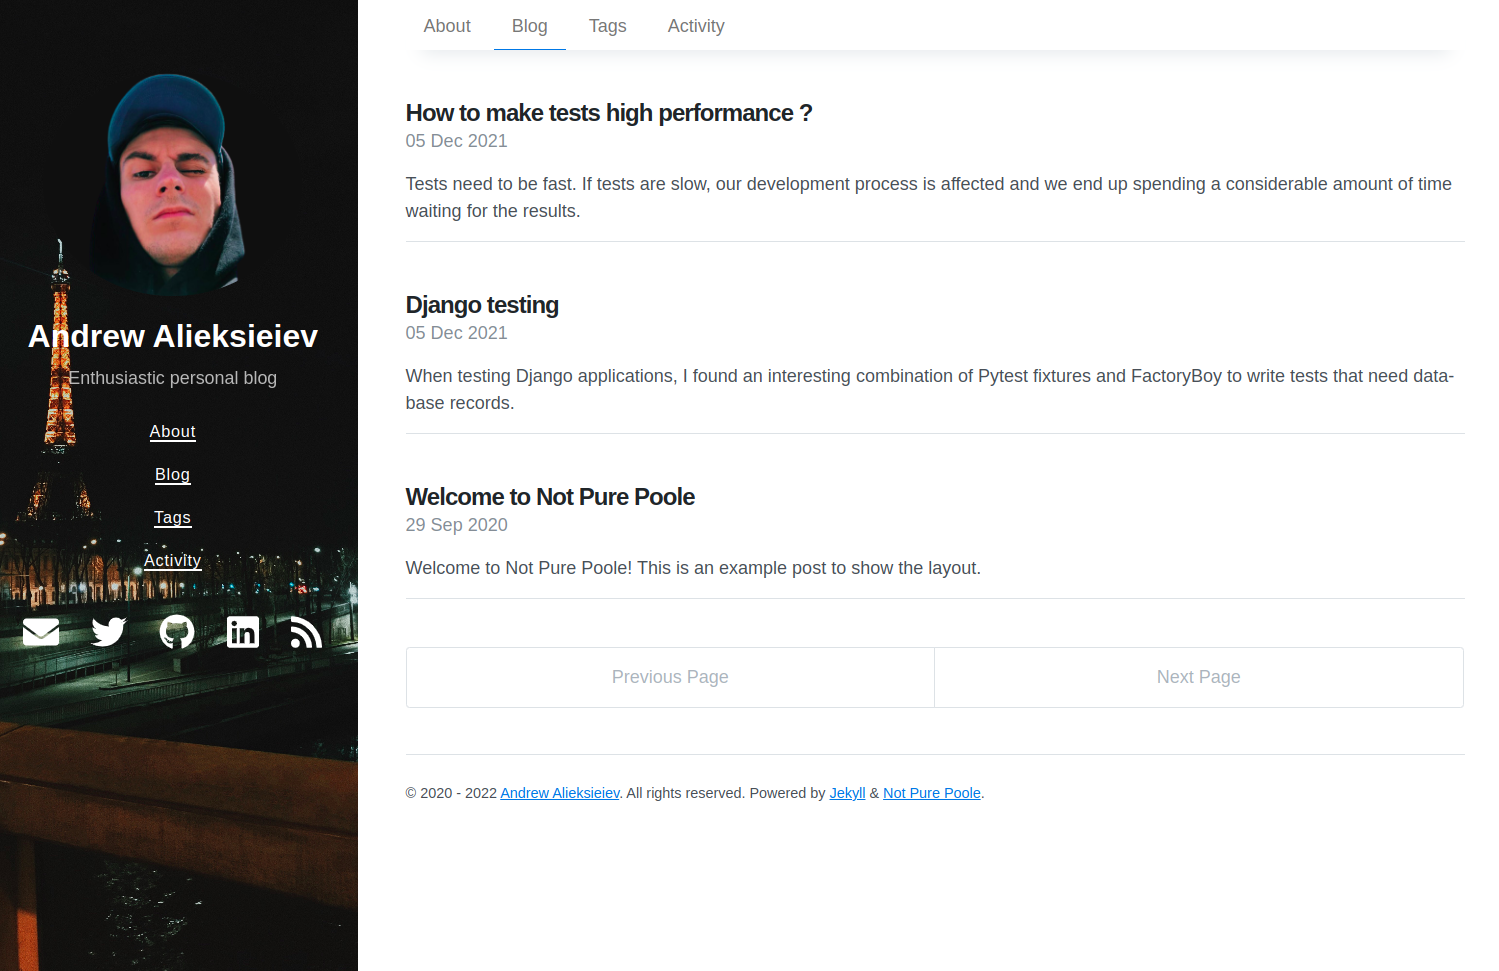 Andrew Alieksieiev
Enthusiastic personal blog
About
Blog
Tags
Activity
About Blog Tags Activity
How to make tests high performance ?
05 Dec 2021
Tests need to be fast. If tests are slow, our development process is affected and we end up spending a considerable amount of time
waiting for the results.
Django testing
05 Dec 2021
When testing Django applications, I found an interesting combination of Pytest fixtures and FactoryBoy to write tests that need data-
base records.
Welcome to Not Pure Poole
29 Sep 2020
Welcome to Not Pure Poole! This is an example post to show the layout.
Previous Page Next Page
© 2020 - 2022 Andrew Alieksieiev. All rights reserved. Powered by Jekyll & Not Pure Poole.